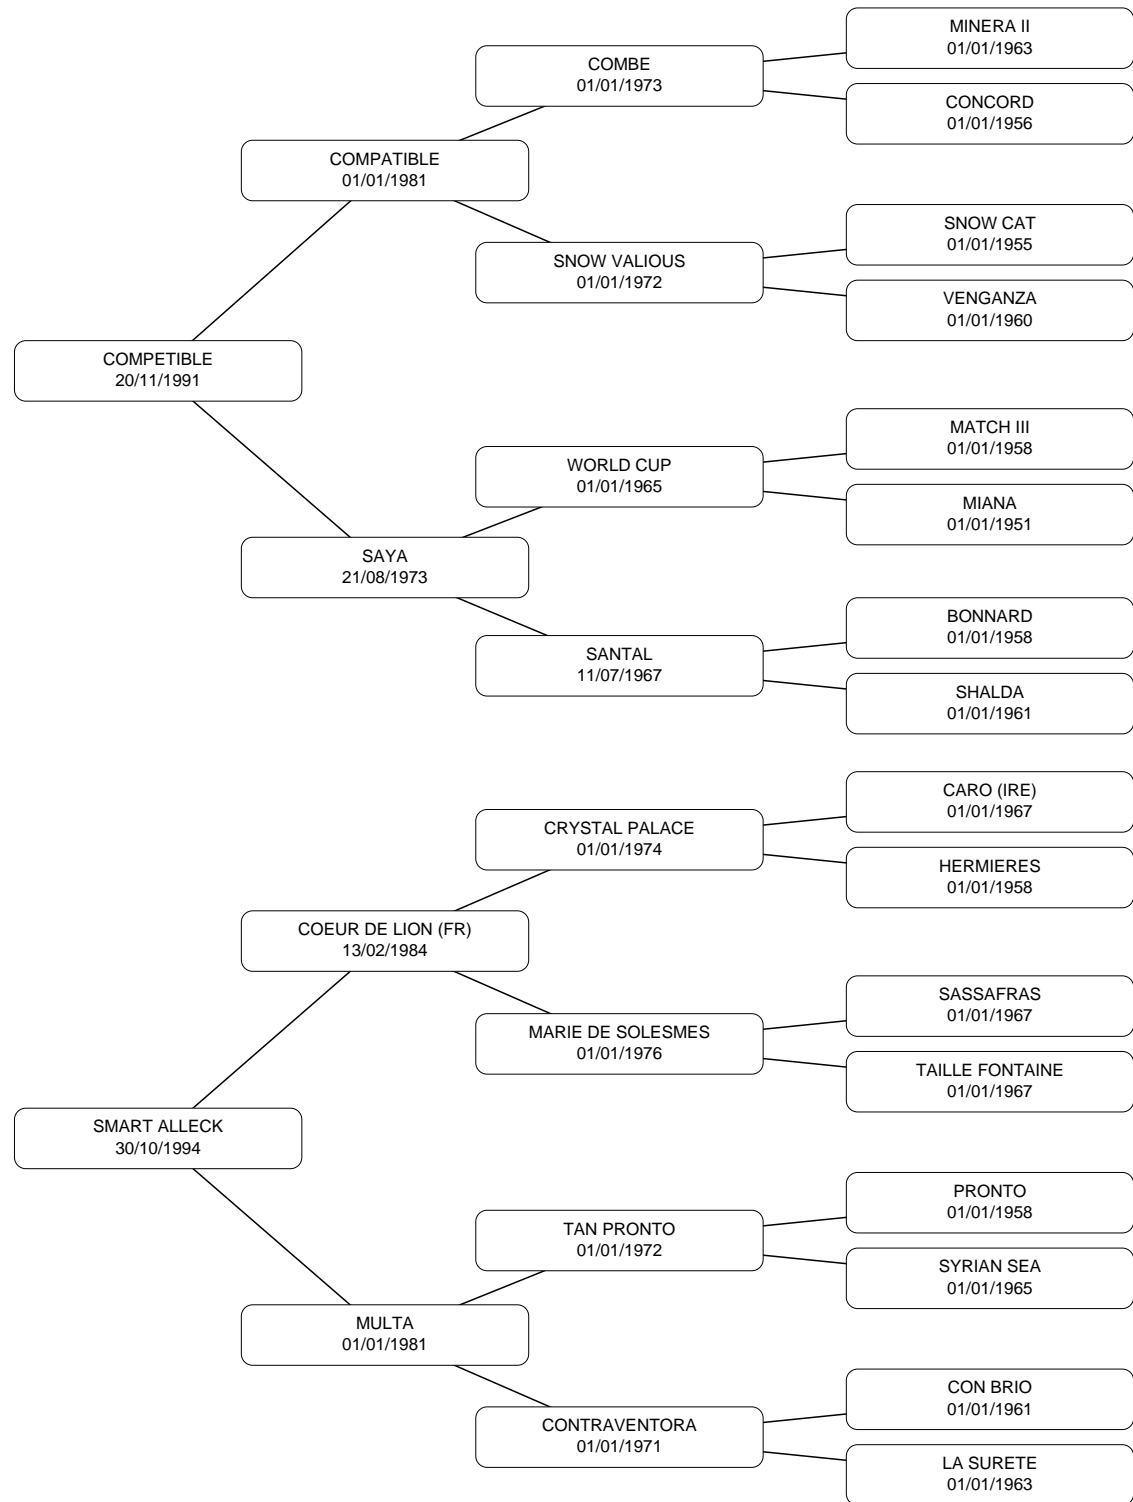 MINERA II
01/01/1963
COMBE
01/01/1973
CONCORD
01/01/1956
COMPATIBLE
01/01/1981
SNOW CAT
01/01/1955
SNOW VALIOUS
01/01/1972
VENGANZA
01/01/1960
COMPETIBLE
20/11/1991
MATCH III
01/01/1958
WORLD CUP
01/01/1965
MIANA
01/01/1951
SAYA
21/08/1973
BONNARD
01/01/1958
SANTAL
11/07/1967
SHALDA
01/01/1961
CARO (IRE)
01/01/1967
CRYSTAL PALACE
01/01/1974
HERMIERES
01/01/1958
COEUR DE LION (FR)
13/02/1984
SASSAFRAS
01/01/1967
MARIE DE SOLESMES
01/01/1976
TAILLE FONTAINE
01/01/1967
SMART ALLECK
30/10/1994
PRONTO
01/01/1958
TAN PRONTO
01/01/1972
SYRIAN SEA
01/01/1965
MULTA
01/01/1981
CON BRIO
01/01/1961
CONTRAVENTORA
01/01/1971
LA SURETE
01/01/1963